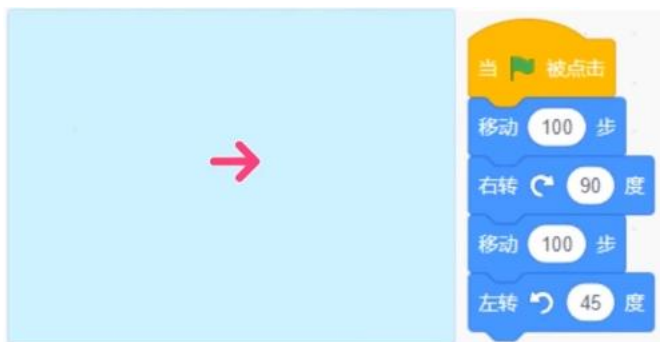 当 被点击
移动 100 步
右转 90 度
移动 100 步
左转 45 度